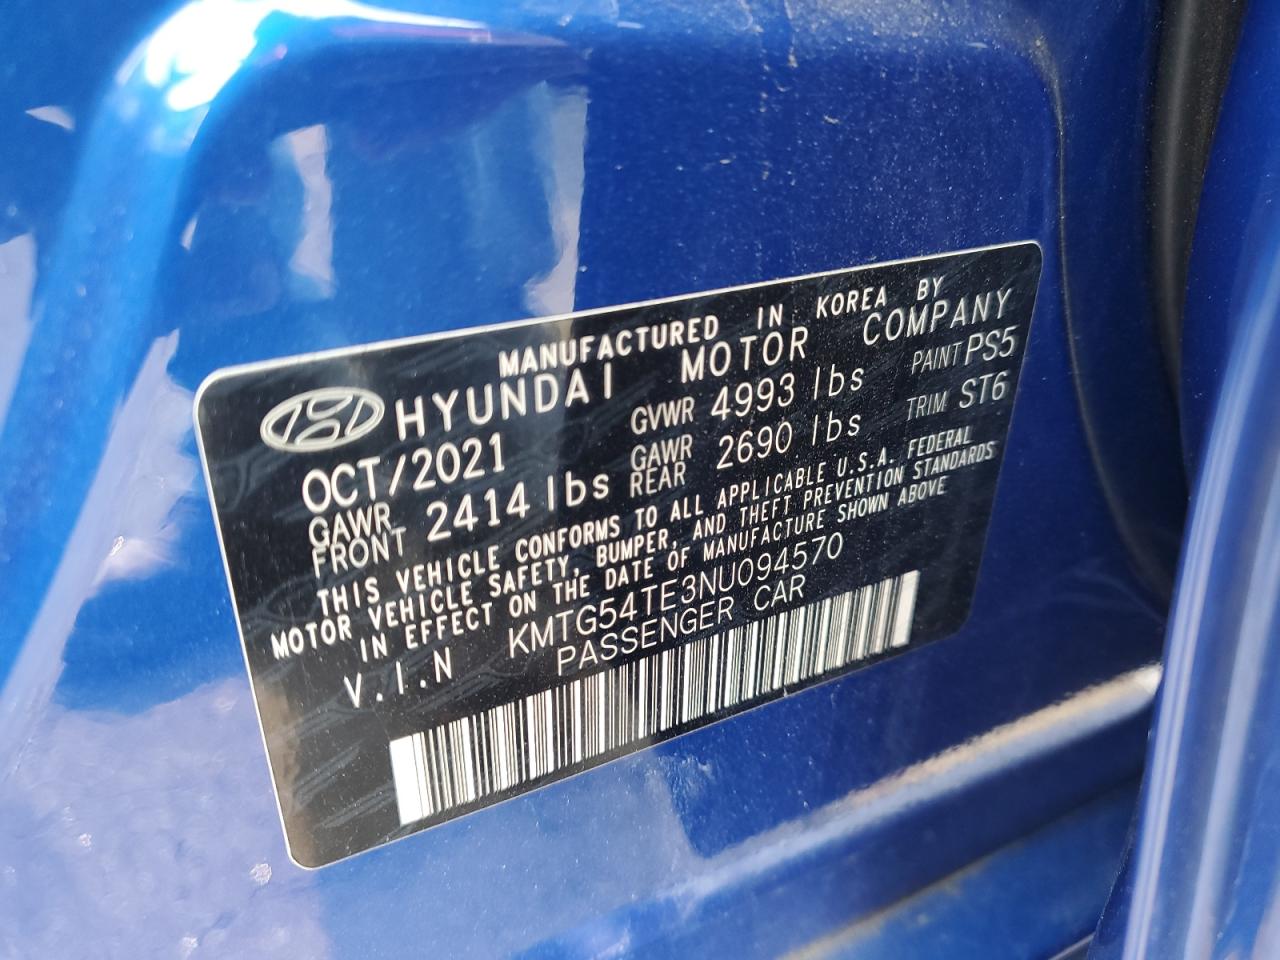 MANUFACTURED IN KOREA BY
HYUNDAI MOTOR COMPANY
OCT/2021 GVWR 4993 lbs PAINT PS5
GAWR FRONT 2414 lbs GAWR REAR 2690 lbs TRIM ST6
THIS VEHICLE CONFORMS TO ALL APPLICABLE U.S.A. FEDERAL
MOTOR VEHICLE SAFETY, BUMPER, AND THEFT PREVENTION STANDARDS
IN EFFECT ON THE DATE OF MANUFACTURE SHOWN ABOVE
V.I.N KMTG54TE3NU094570
PASSENGER CAR